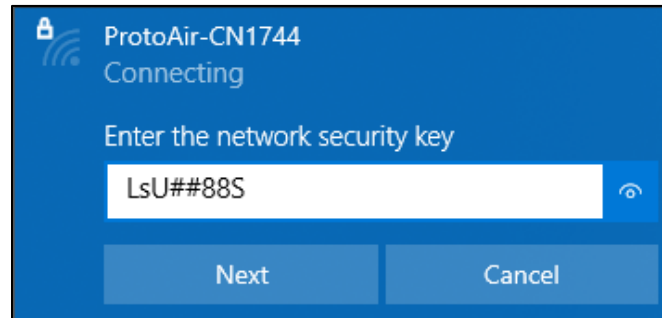 ProtoAir-CN1744
Connecting
Enter the network security key
LsU##88S
Next Cancel